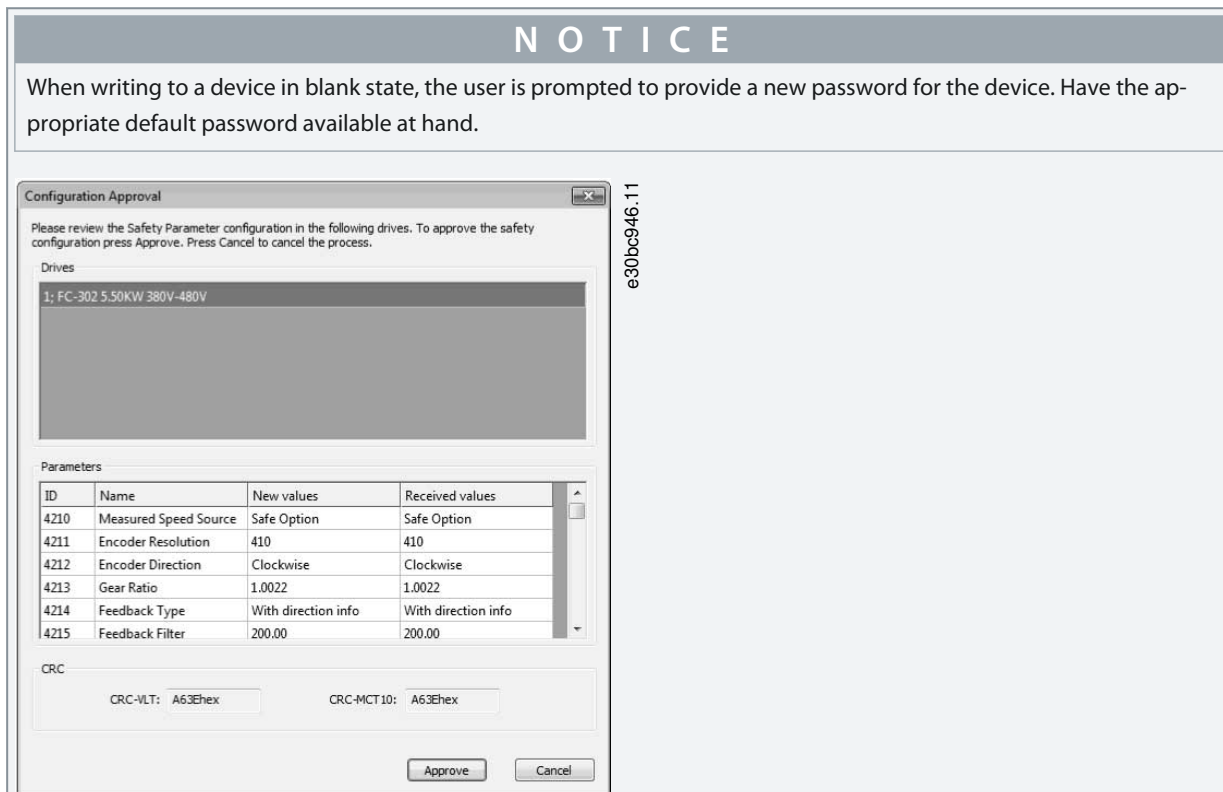 NOTICE
When writing to a device in blank state, the user is prompted to provide a new password for the device. Have the ap-
propriate default password available at hand.
Configuration Approval
Please review the Safety Parameter configuration in the following drives. To approve the safety
configuration press Approve. Press Cancel to cancel the process.
Drives
1; FC-302 5.50KW 380V-480V
Parameters
ID Name New values Received values
4210 Measured Speed Source Safe Option Safe Option
4211 Encoder Resolution 410 410
4212 Encoder Direction Clockwise Clockwise
4213 Gear Ratio 1.0022 1.0022
4214 Feedback Type With direction info With direction info
4215 Feedback Filter 200.00 200.00
CRC
CRC-VLT: A63Ehex CRC-MCT10: A63Ehex
Approve Cancel
e30bc946.11